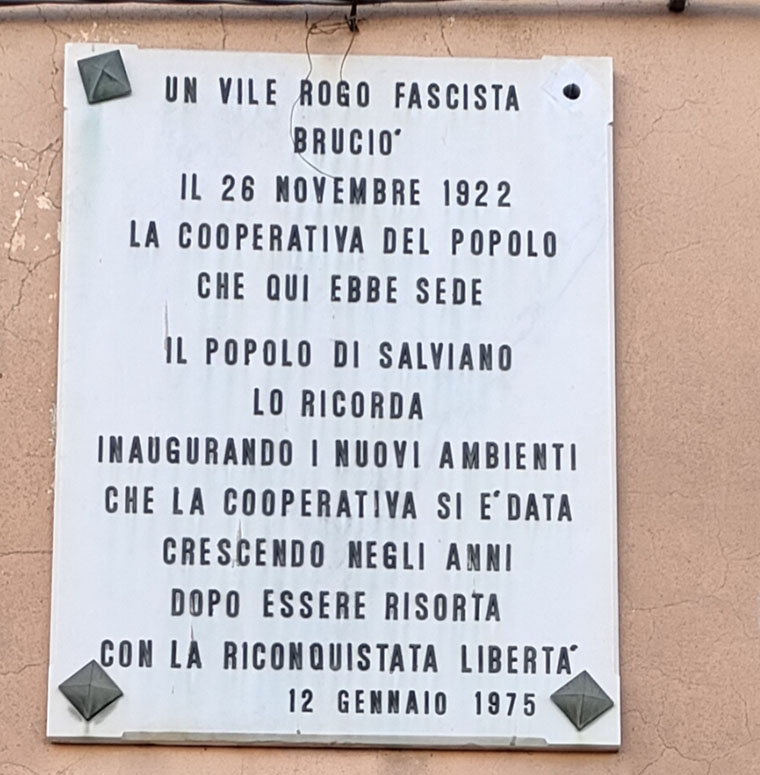 UN VILE ROGO FASCISTA
BRUCIO´
IL 26 NOVEMBRE 1922
LA COOPERATIVA DEL POPOLO
CHE QUI EBBE SEDE
IL POPOLO DI SALVIANO
LO RICORDA
INAUGURANDO I NUOVI AMBIENTI
CHE LA COOPERATIVA SI E´ DATA
CRESCENDO NEGLI ANNI
DOPO ESSERE RISORTA
CON LA RICONQUISTATA LIBERTA´
12 GENNAIO 1975